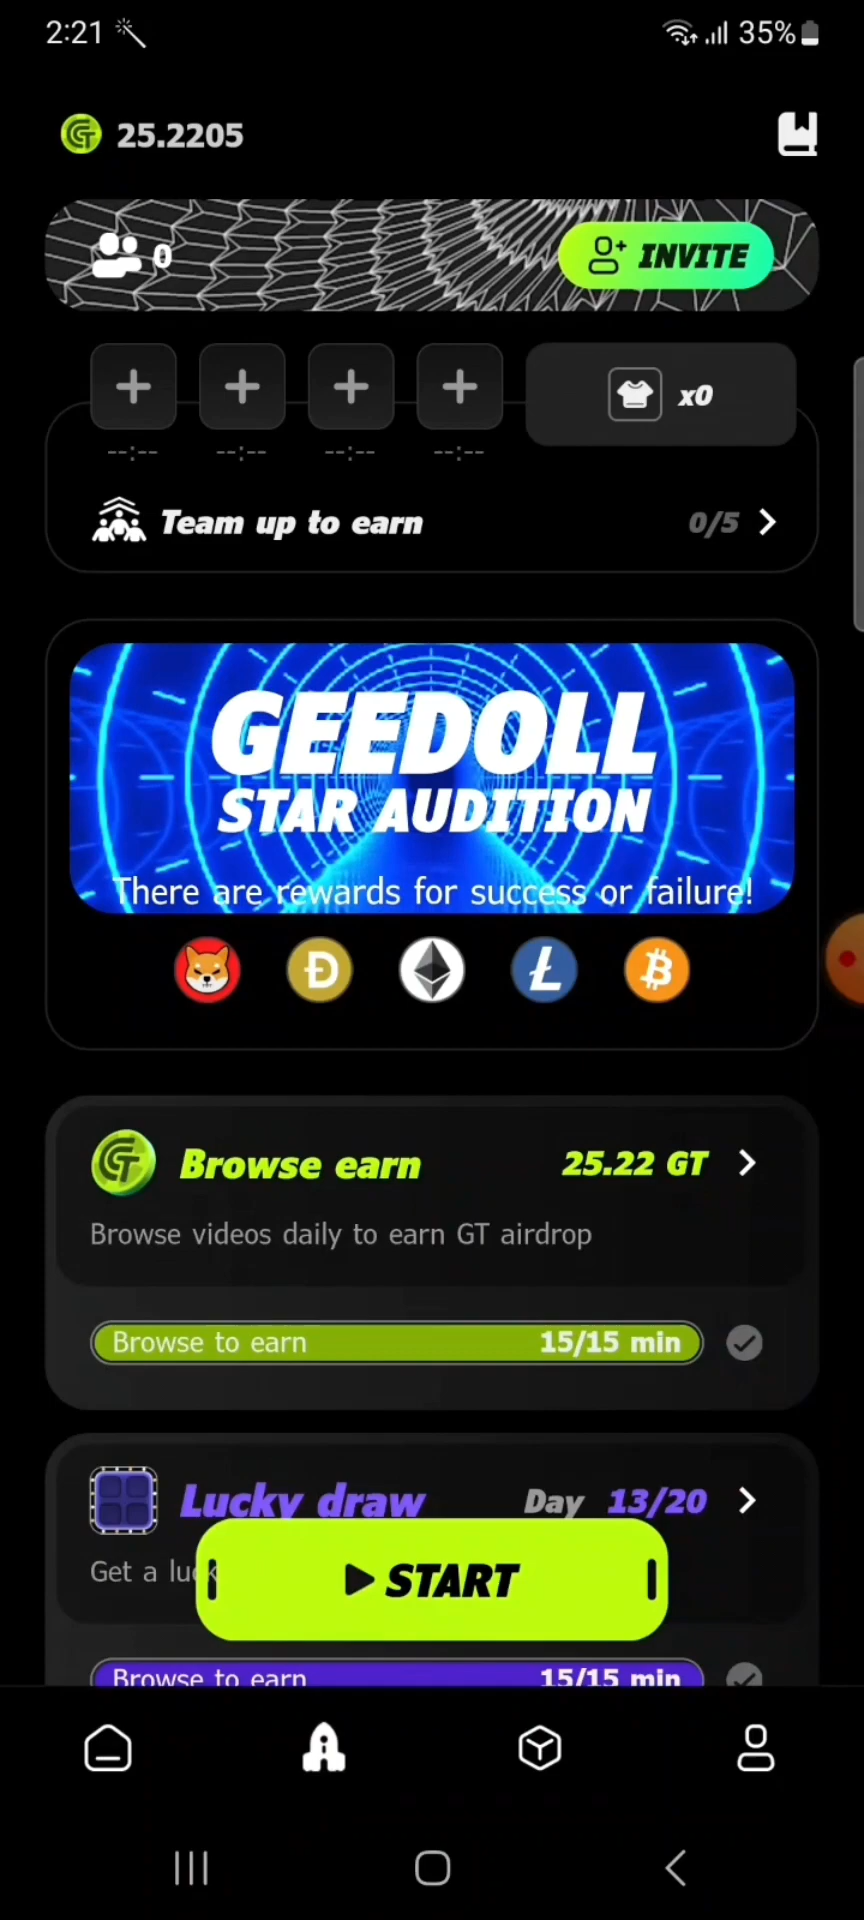 2:21 35%
25.2205
0 INVITE
x0
--:-- --:-- --:-- --:--
Team up to earn 0/5
GEEDOLL
STAR AUDITION
There are rewards for success or failure!
Browse earn 25.22 GT
Browse videos daily to earn GT airdrop
Browse to earn 15/15 min
Lucky draw Day 13/20
Get a luck
START
Browse to earn 15/15 min